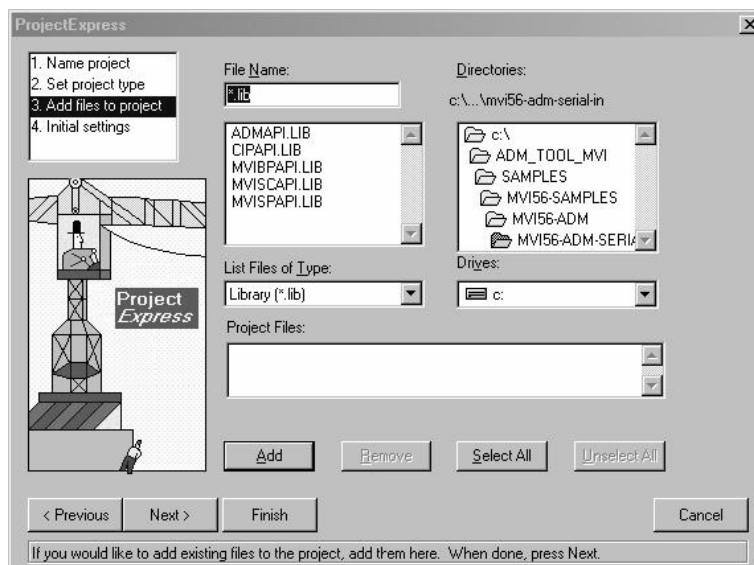 ProjectExpress
1. Name project
2. Set project type
3. Add files to project
4. Initial settings
Project
Express
File Name:
*.lib
ADMAPI.LIB
CIPAPI.LIB
MVIBPAPI.LIB
MVISCAPI.LIB
MVISPAPI.LIB
List Files of Type:
Library (*.lib)
Directories:
c:\...\mvi56-adm-serial-in
c:\
ADM_TOOL_MVI
SAMPLES
MVI56-SAMPLES
MVI56-ADM
MVI56-ADM-SERIA
Drives:
c:
Project Files:
Add
Remove
Select All
Unselect All
< Previous
Next >
Finish
Cancel
If you would like to add existing files to the project, add them here. When done, press Next.